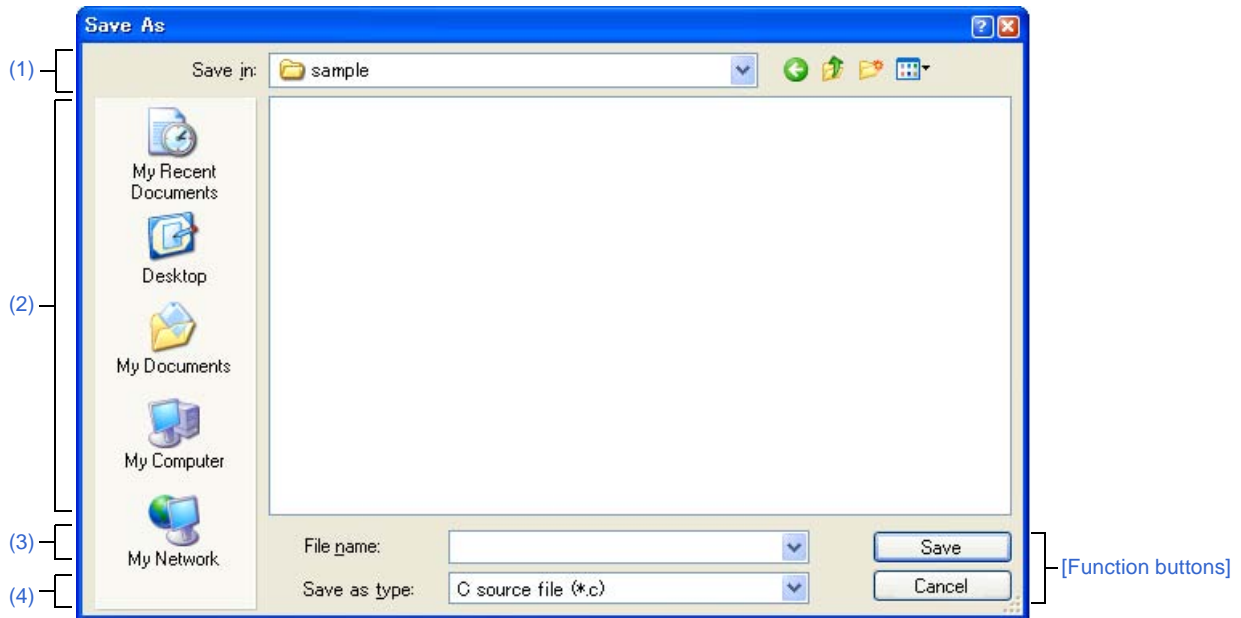 Save As
(1)
Save in:
sample
(2)
My Recent
Documents
Desktop
My Documents
My Computer
My Network
(3)
File name:
Save
(4)
Save as type:
C source file (*.c)
Cancel
[Function buttons]